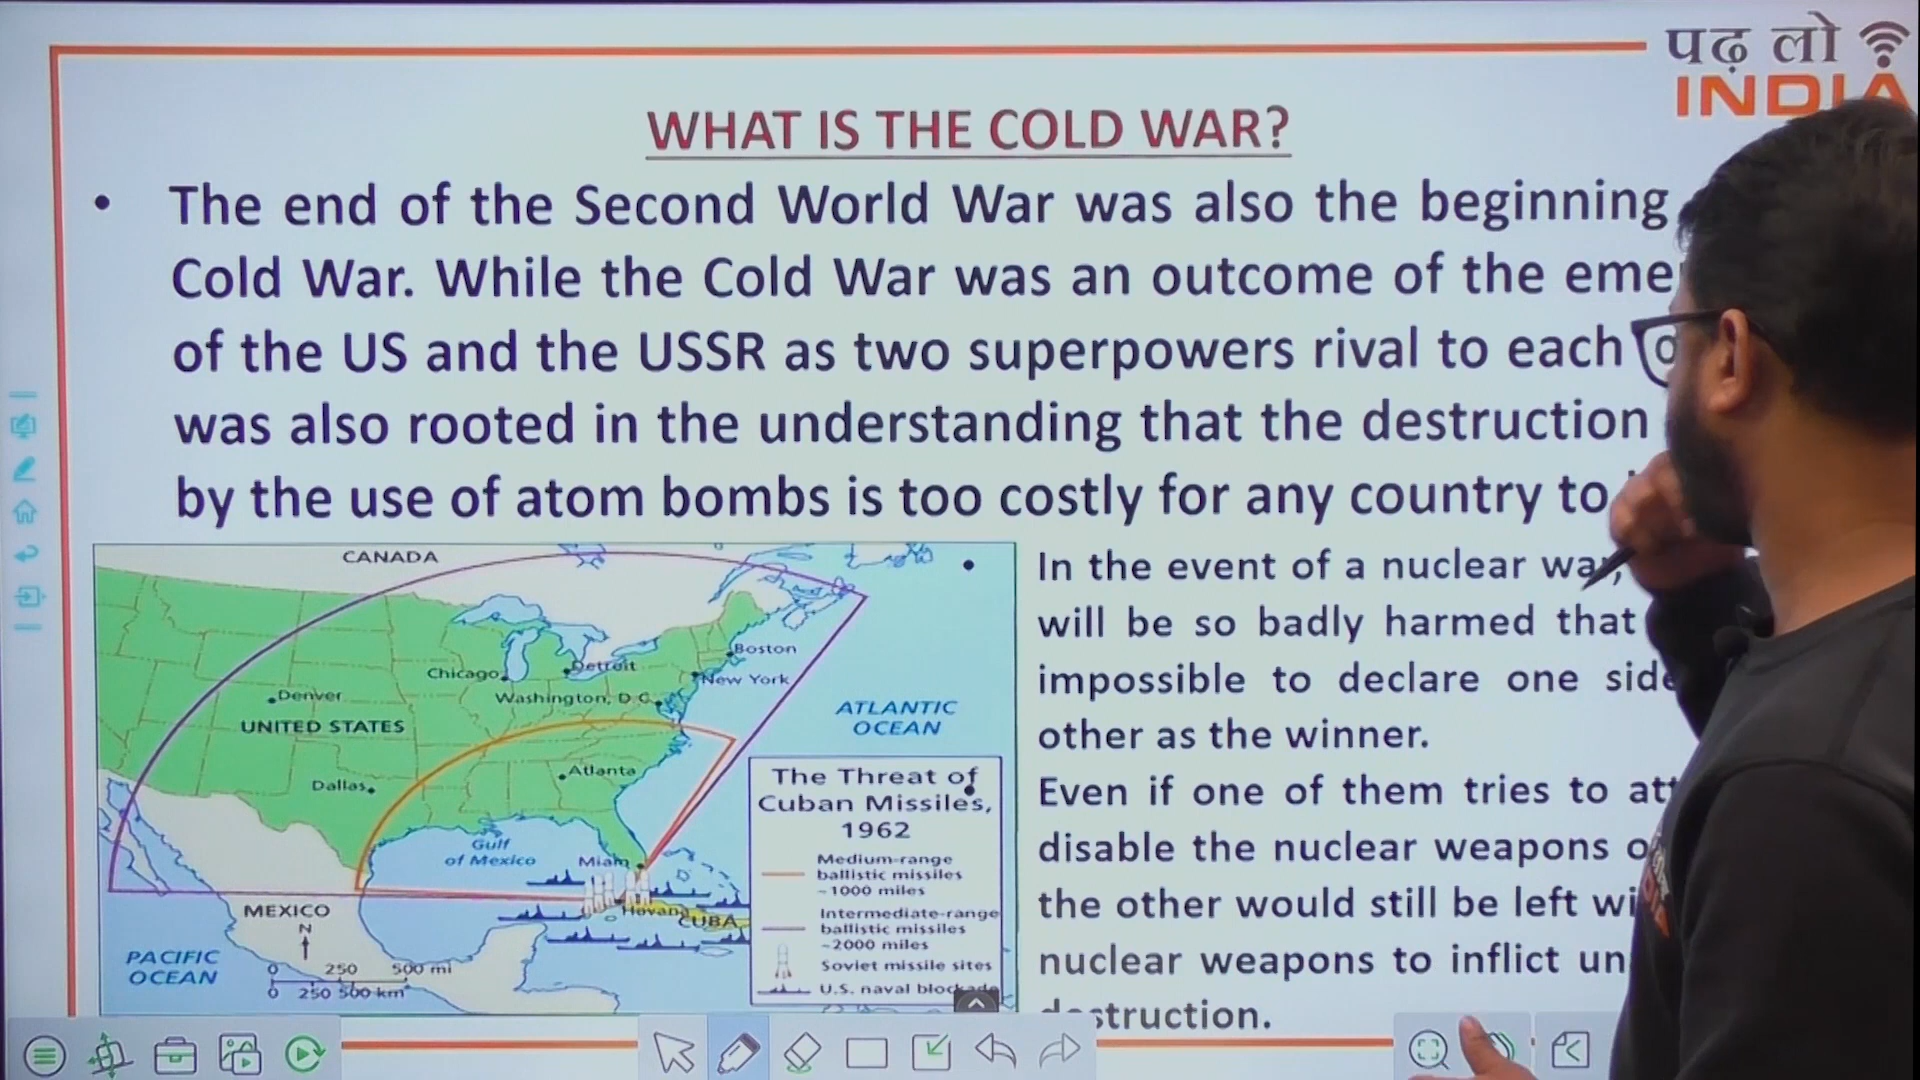 पढ़ लो
INDIA
WHAT IS THE COLD WAR?
• The end of the Second World War was also the beginning
Cold War. While the Cold War was an outcome of the
of the US and the USSR as two superpowers rival to each
was also rooted in the understanding that the destruction
by the use of atom bombs is too costly for any country to
• In the event of a nuclear war,
will be so badly harmed that
impossible to declare one side
other as the winner.
• Even if one of them tries to
disable the nuclear weapons
the other would still be left
nuclear weapons to inflict
destruction.
CANADA
Boston
Chicago
Detroit
New York
Denver
Washington, D.C.
UNITED STATES
ATLANTIC
OCEAN
Dallas
Atlanta
Gulf
of Mexico
Miami
Havana
CUBA
MEXICO
N
PACIFIC
OCEAN
0 250 500 mi
0 250 500 km
The Threat of
Cuban Missiles,
1962
Medium-range
ballistic missiles
~1000 miles
Intermediate-range
ballistic missiles
~2000 miles
Soviet missile sites
U.S. naval blockade